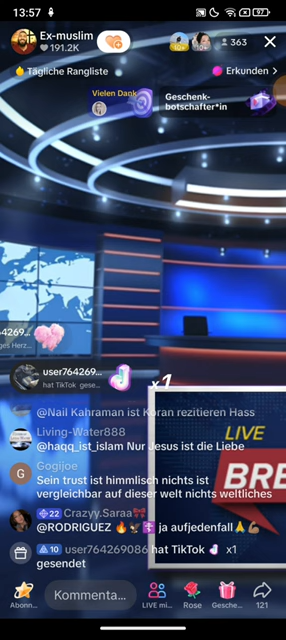 13:57
97
Ex-muslim
191.2K
363
Tägliche Rangliste
Erkunden
Vielen Dank
Geschenk-
botschafter*in
764269...
ges Herz...
user764269...
hat TikTok gese...
x1
@Nail Kahraman ist Koran rezitieren Hass
Living-Water888
@haqq_ist_islam Nur Jesus ist die Liebe
LIVE
BRE
G
Gogijoe
Sein trust ist himmlisch nichts ist
vergleichbar auf dieser welt nichts weltliches
22 Crazyy.Saraa🎀
@RODRIGUEZ 🔥🦅✝️ ja aufjedenfall🙏💪🏽
10 user764269086 hat TikTok x1
gesendet
Abonn...
Kommenta...
LIVE mi...
Rose
Gesche...
121